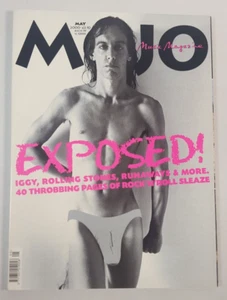 MAY
MOJO
Music Magazine
EXPOSED!
IGGY, ROLLING STONES, RUNAWAYS & MORE.
40 THROBBING PAGES OF ROCK'N'ROLL SLEAZE